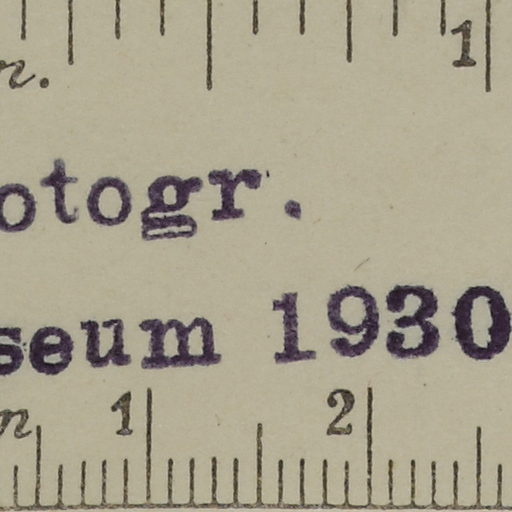 n. 1
otogr.
seum 1930
n 1 2